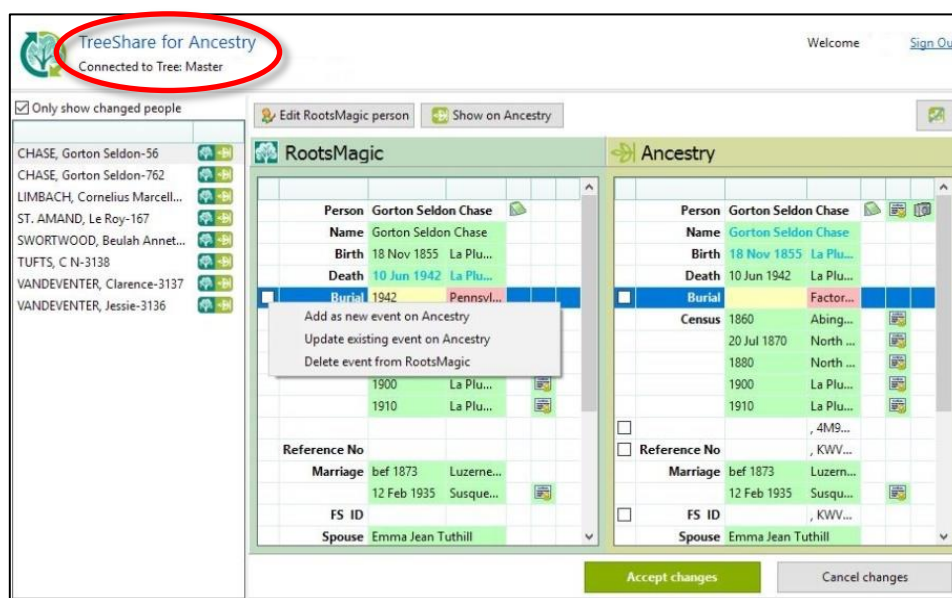 TreeShare for Ancestry
Connected to Tree: Master
Welcome
Sign Ou
Only show changed people
CHASE, Gorton Seldon-56
CHASE, Gorton Seldon-762
LIMBACH, Cornelius Marcell...
ST. AMAND, Le Roy-167
SWORTWOOD, Beulah Annet...
TUFTS, C N-3138
VANDEVENTER, Clarence-3137
VANDEVENTER, Jessie-3136
Edit RootsMagic person
Show on Ancestry
RootsMagic
Person Gorton Seldon Chase
Name Gorton Seldon Chase
Birth 18 Nov 1855 La Plu...
Death 10 Jun 1942 La Plu...
Burial 1942 Pennsyl...
Add as new event on Ancestry
Update existing event on Ancestry
Delete event from RootsMagic
1900 La Plu...
1910 La Plu...
Reference No
Marriage bef 1873 Luzerne...
12 Feb 1935 Susque...
FS ID
Spouse Emma Jean Tuthill
Ancestry
Person Gorton Seldon Chase
Name Gorton Seldon Chase
Birth 18 Nov 1855 La Plu...
Death 10 Jun 1942 La Plu...
Burial Factor...
Census 1860 Abing...
20 Jul 1870 North ...
1880 North ...
1900 La Plu...
1910 La Plu...
, 4M9...
Reference No , KWV...
Marriage bef 1873 Luzern...
12 Feb 1935 Susqu...
FS ID , KWV...
Spouse Emma Jean Tuthill
Accept changes
Cancel changes